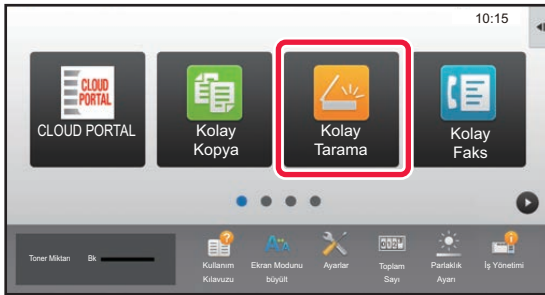 10:15
CLOUD
PORTAL
CLOUD PORTAL
Kolay
Kopya
Kolay
Tarama
Kolay
Faks
Toner Miktarı
Bk
Kullanım
Kılavuzu
Ekran Modunu
büyült
Ayarlar
Toplam
Sayı
Parlaklık
Ayarı
İş Yönetimi